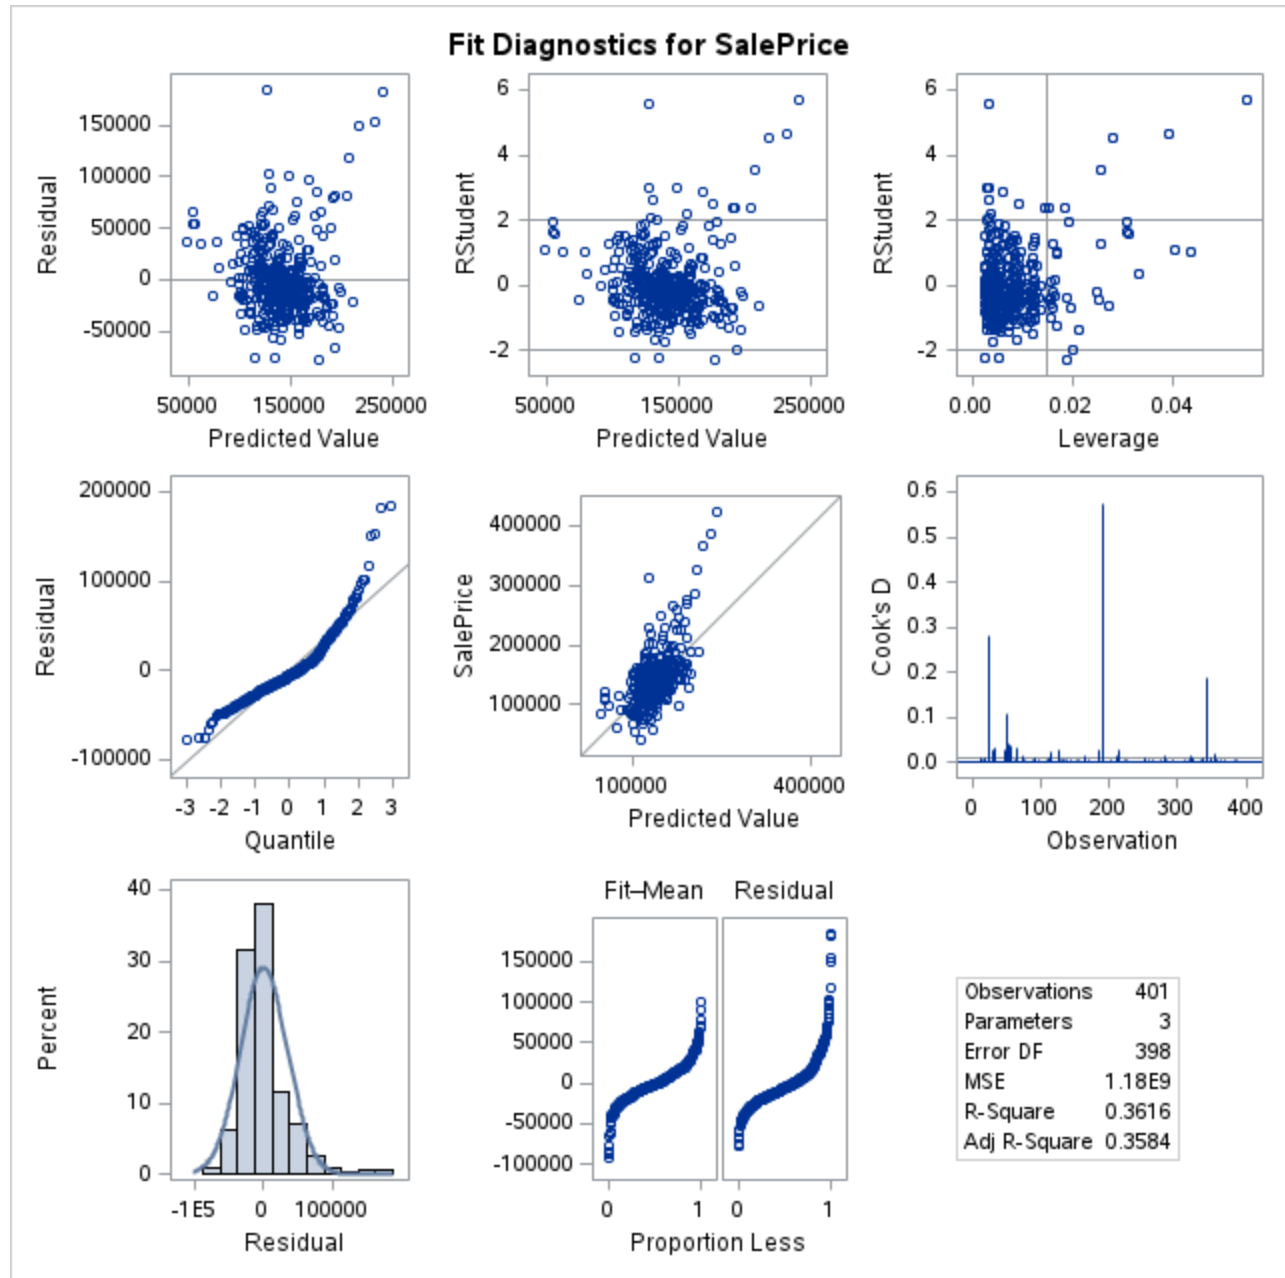 Fit Diagnostics for SalePrice
Residual
150000
100000
50000
0
-50000
50000 150000 250000
Predicted Value
RStudent
6
4
2
0
-2
50000 150000 250000
Predicted Value
RStudent
6
4
2
0
-2
0.00 0.02 0.04
Leverage
Residual
200000
100000
0
-100000
-3 -2 -1 0 1 2 3
Quantile
SalePrice
400000
300000
200000
100000
100000 400000
Predicted Value
Cook's D
0.6
0.5
0.4
0.3
0.2
0.1
0.0
0 100 200 300 400
Observation
Percent
40
30
20
10
0
-1E5 0 100000
Residual
Fit–Mean Residual
150000
100000
50000
0
-50000
-100000
0 1 0 1
Proportion Less
Observations 401
Parameters 3
Error DF 398
MSE 1.18E9
R-Square 0.3616
Adj R-Square 0.3584